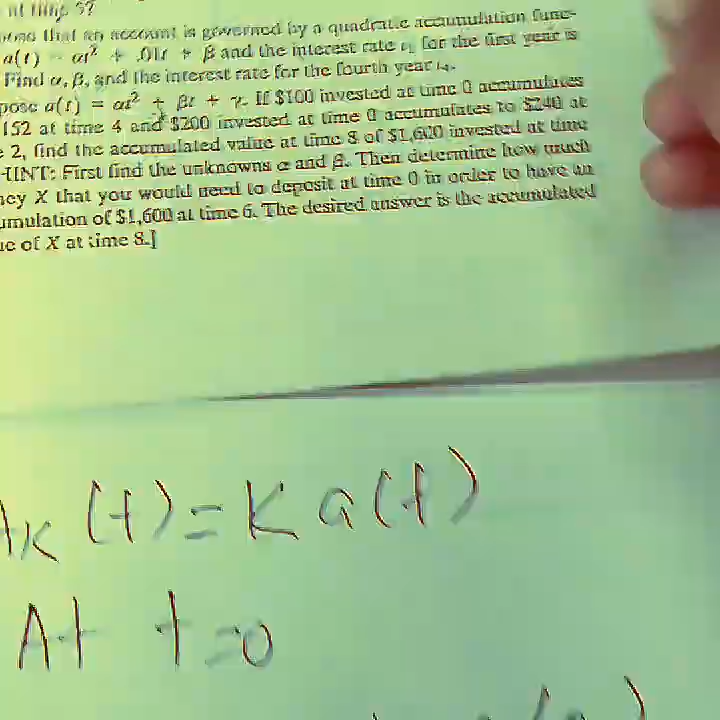 that an account is governed by a quadratic accumulation func-
a(t) = αt² + .01t + β and the interest rate i₁ for the first year is
Find α, β, and the interest rate for the fourth year i₄.
pose a(t) = αt² + βt + γ. If $100 invested at time 0 accumulates
152 at time 4 and $200 invested at time 0 accumulates to $240 at
e 2, find the accumulated value at time 8 of $1,600 invested at time
HINT: First find the unknowns α and β. Then determine how much
ney X that you would need to deposit at time 0 in order to have an
umulation of $1,600 at time 6. The desired answer is the accumulated
ue of X at time 8.]
AK (t) = K a(t)
At t=0